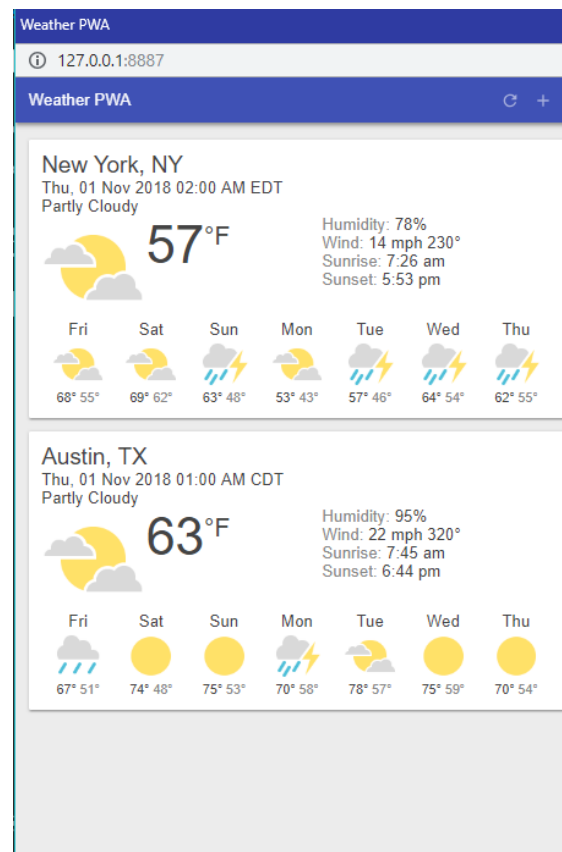 Weather PWA
127.0.0.1:8887
Weather PWA
New York, NY
Thu, 01 Nov 2018 02:00 AM EDT
Partly Cloudy
57°F
Humidity: 78%
Wind: 14 mph 230°
Sunrise: 7:26 am
Sunset: 5:53 pm
Fri Sat Sun Mon Tue Wed Thu
68° 55° 69° 62° 63° 48° 53° 43° 57° 46° 64° 54° 62° 55°
Austin, TX
Thu, 01 Nov 2018 01:00 AM CDT
Partly Cloudy
63°F
Humidity: 95%
Wind: 22 mph 320°
Sunrise: 7:45 am
Sunset: 6:44 pm
Fri Sat Sun Mon Tue Wed Thu
67° 51° 74° 48° 75° 53° 70° 58° 78° 57° 75° 59° 70° 54°